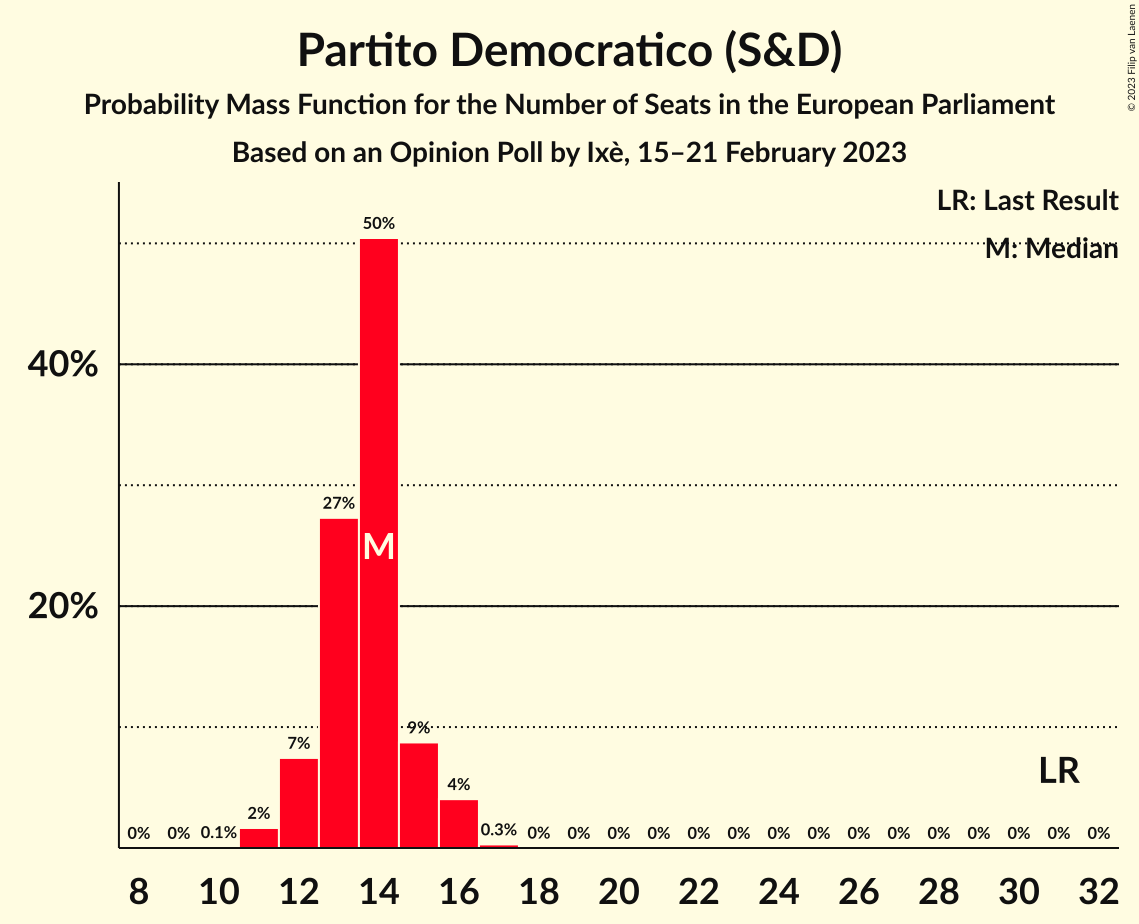 Partito Democratico (S&D)
Probability Mass Function for the Number of Seats in the European Parliament
Based on an Opinion Poll by Ixè, 15–21 February 2023
© 2023 Filip van Laenen
LR: Last Result
M: Median
40%
20%
0% 0% 0.1% 2% 7% 27% 50% 9% 4% 0.3% 0% 0% 0% 0% 0% 0% 0% 0% 0% 0% 0% 0% 0% 0% 0%
M
LR
8 10 12 14 16 18 20 22 24 26 28 30 32